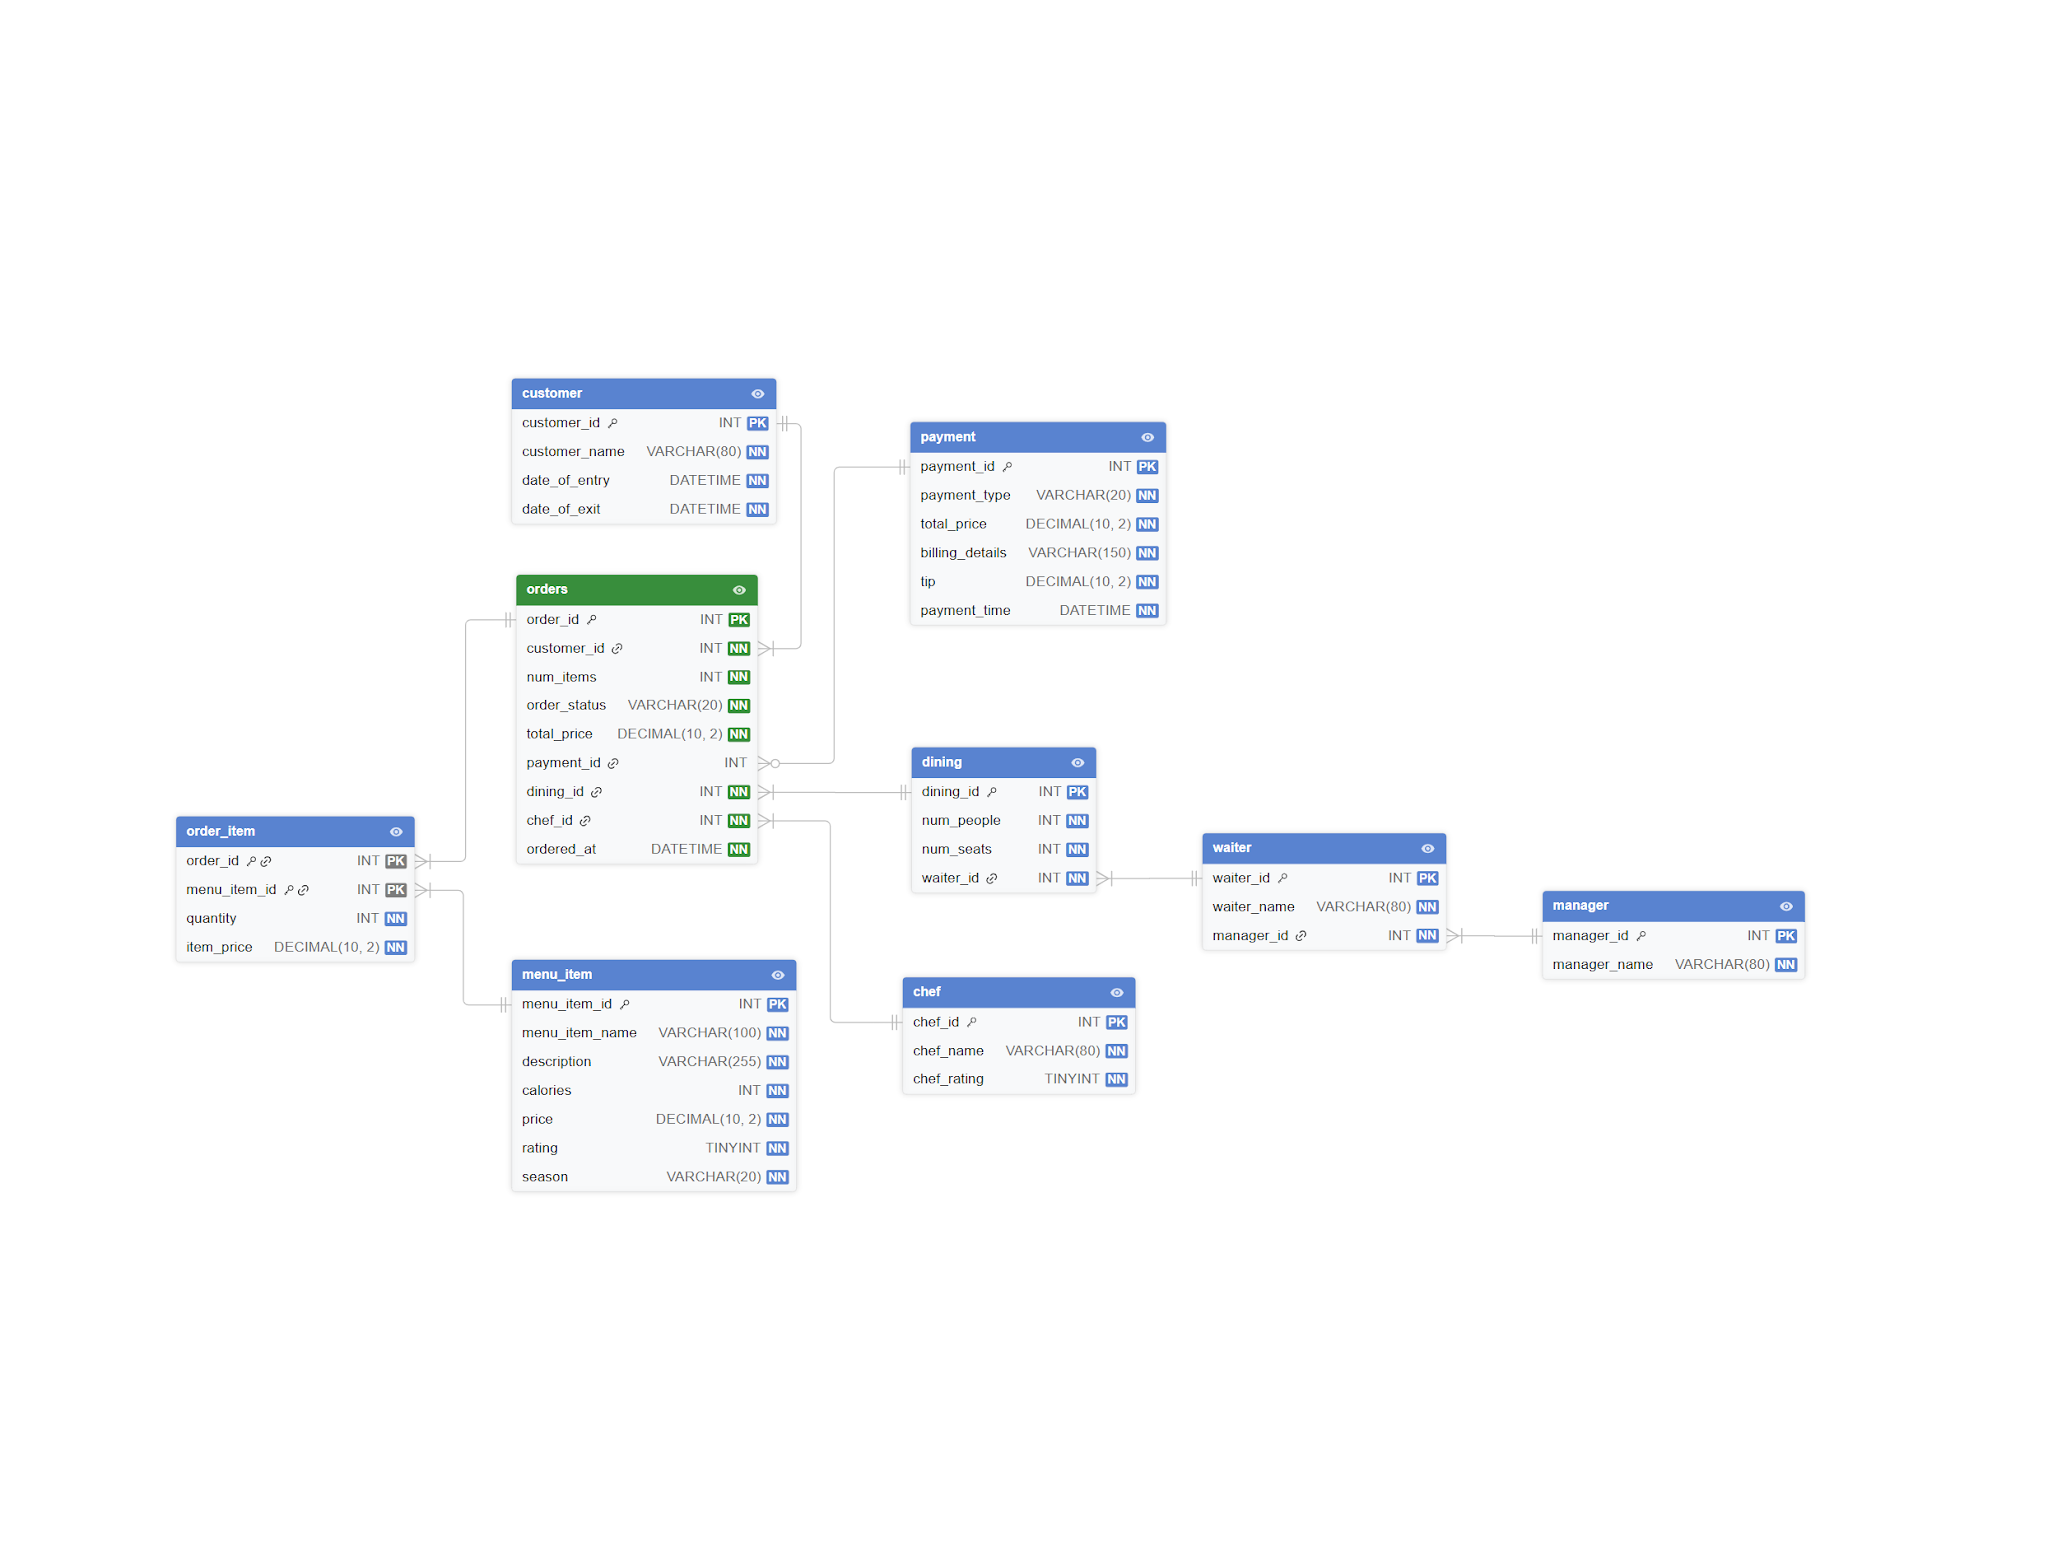 customer
customer_id INT PK
customer_name VARCHAR(80) NN
date_of_entry DATETIME NN
date_of_exit DATETIME NN
payment
payment_id INT PK
payment_type VARCHAR(20) NN
total_price DECIMAL(10, 2) NN
billing_details VARCHAR(150) NN
tip DECIMAL(10, 2) NN
payment_time DATETIME NN
orders
order_id INT PK
customer_id INT NN
num_items INT NN
order_status VARCHAR(20) NN
total_price DECIMAL(10, 2) NN
payment_id INT
dining_id INT NN
chef_id INT NN
ordered_at DATETIME NN
dining
dining_id INT PK
num_people INT NN
num_seats INT NN
waiter_id INT NN
order_item
order_id INT PK
menu_item_id INT PK
quantity INT NN
item_price DECIMAL(10, 2) NN
waiter
waiter_id INT PK
waiter_name VARCHAR(80) NN
manager_id INT NN
manager
manager_id INT PK
manager_name VARCHAR(80) NN
menu_item
menu_item_id INT PK
menu_item_name VARCHAR(100) NN
description VARCHAR(255) NN
calories INT NN
price DECIMAL(10, 2) NN
rating TINYINT NN
season VARCHAR(20) NN
chef
chef_id INT PK
chef_name VARCHAR(80) NN
chef_rating TINYINT NN